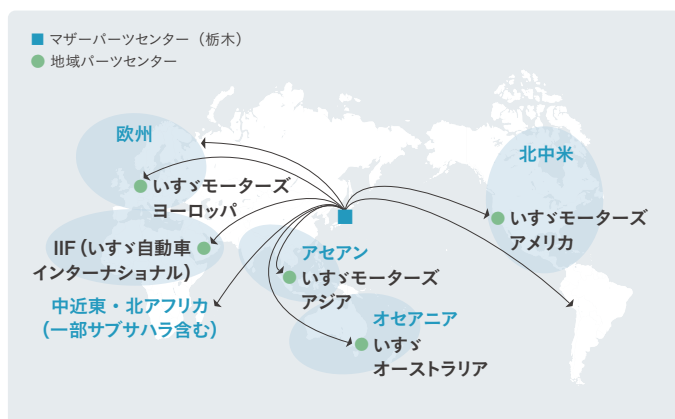 マザーパーツセンター（栃木）
地域パーツセンター
欧州
いすゞモーターズ
ヨーロッパ
IIF（いすゞ自動車
インターナショナル）
中近東・北アフリカ
（一部サブサハラ含む）
アセアン
いすゞモーターズ
アジア
オセアニア
いすゞ
オーストラリア
北中米
いすゞモーターズ
アメリカ